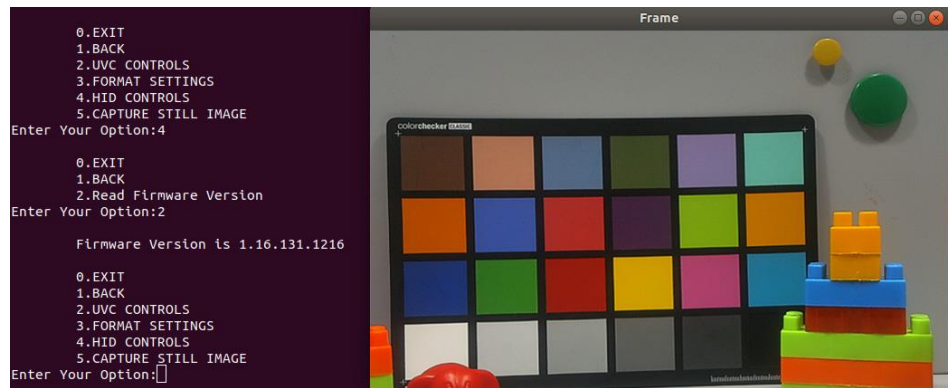 0.EXIT
1.BACK
2.UVC CONTROLS
3.FORMAT SETTINGS
4.HID CONTROLS
5.CAPTURE STILL IMAGE
Enter Your Option:4
0.EXIT
1.BACK
2.Read Firmware Version
Enter Your Option:2
Firmware Version is 1.16.131.1216
0.EXIT
1.BACK
2.UVC CONTROLS
3.FORMAT SETTINGS
4.HID CONTROLS
5.CAPTURE STILL IMAGE
Enter Your Option:
Frame
colorchecker CLASSIC